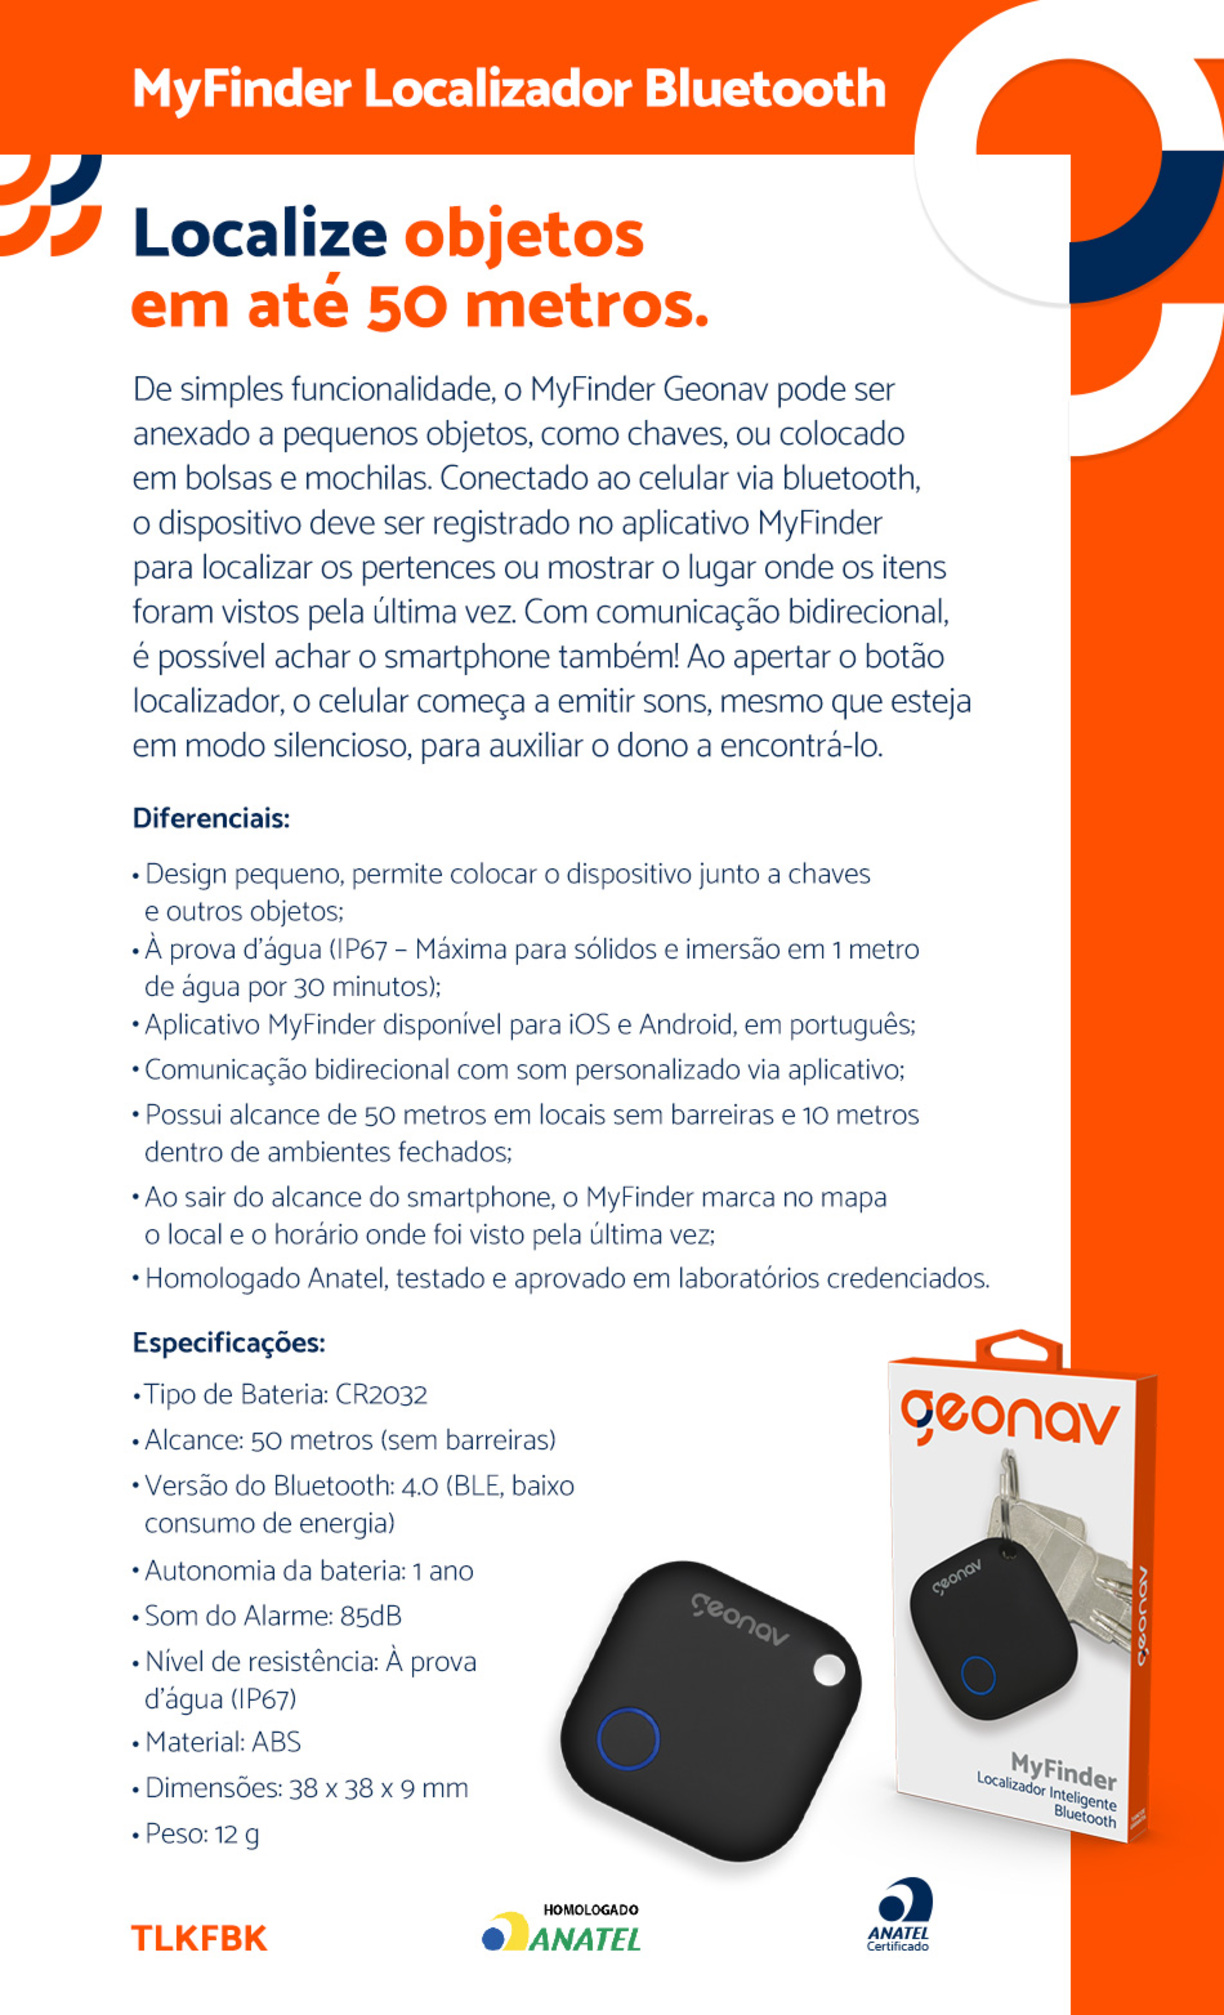 MyFinder Localizador Bluetooth
Localize objetos
em até 50 metros.
De simples funcionalidade, o MyFinder Geonav pode ser
anexado a pequenos objetos, como chaves, ou colocado
em bolsas e mochilas. Conectado ao celular via bluetooth,
o dispositivo deve ser registrado no aplicativo MyFinder
para localizar os pertences ou mostrar o lugar onde os itens
foram vistos pela última vez. Com comunicação bidirecional,
é possível achar o smartphone também! Ao apertar o botão
localizador, o celular começa a emitir sons, mesmo que esteja
em modo silencioso, para auxiliar o dono a encontrá-lo.
Diferenciais:
• Design pequeno, permite colocar o dispositivo junto a chaves
e outros objetos;
• À prova d'água (IP67 – Máxima para sólidos e imersão em 1 metro
de água por 30 minutos);
• Aplicativo MyFinder disponível para iOS e Android, em português;
• Comunicação bidirecional com som personalizado via aplicativo;
• Possui alcance de 50 metros em locais sem barreiras e 10 metros
dentro de ambientes fechados;
• Ao sair do alcance do smartphone, o MyFinder marca no mapa
o local e o horário onde foi visto pela última vez;
• Homologado Anatel, testado e aprovado em laboratórios credenciados.
Especificações:
• Tipo de Bateria: CR2032
• Alcance: 50 metros (sem barreiras)
• Versão do Bluetooth: 4.0 (BLE, baixo
consumo de energia)
• Autonomia da bateria: 1 ano
• Som do Alarme: 85dB
• Nível de resistência: À prova
d'água (IP67)
• Material: ABS
• Dimensões: 38 x 38 x 9 mm
• Peso: 12 g
geonav
geonav
geonav
geonav
MyFinder
Localizador Inteligente
Bluetooth
TLKFBK
HOMOLOGADO
ANATEL
ANATEL
Certificado